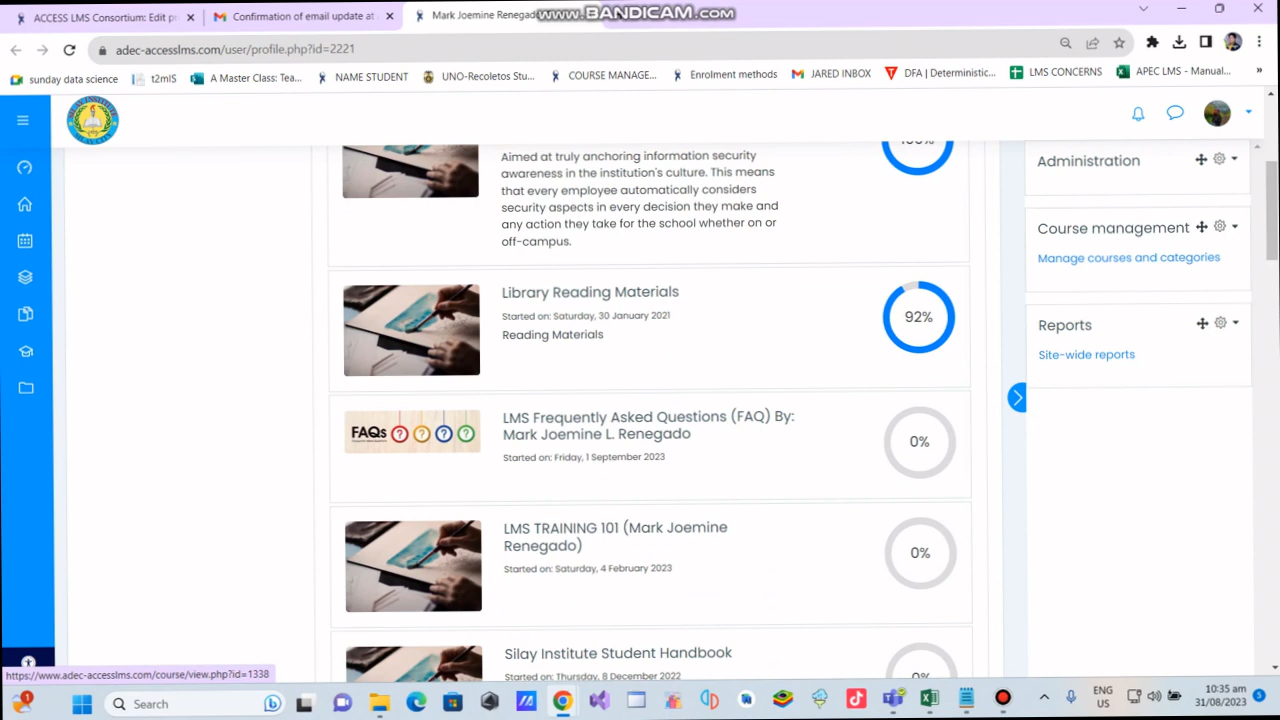 ACCESS LMS Consortium: Edit pr
Confirmation of email update at
Mark Joemine Renegad
www.BANDICAM.com
adec-accesslms.com/user/profile.php?id=2221
sunday data science
t2mIS
A Master Class: Tea...
NAME STUDENT
UNO-Recoletos Stu...
COURSE MANAGE...
Enrolment methods
JARED INBOX
DFA | Deterministic...
LMS CONCERNS
APEC LMS - Manual...
»
Aimed at truly anchoring information security
awareness in the institution's culture. This means
that every employee automatically considers
security aspects in every decision they make and
any action they take for the school whether on or
off-campus.
Library Reading Materials
Started on: Saturday, 30 January 2021
Reading Materials
92%
FAQs
LMS Frequently Asked Questions (FAQ) By:
Mark Joemine L. Renegado
Started on: Friday, 1 September 2023
0%
LMS TRAINING 101 (Mark Joemine
Renegado)
Started on: Saturday, 4 February 2023
0%
Silay Institute Student Handbook
Started on: Thursday, 8 December 2022
Administration
Course management
Manage courses and categories
Reports
Site-wide reports
https://www.adec-accesslms.com/course/view.php?id=1338
1
Search
ENG
US
10:35 am
31/08/2023
5